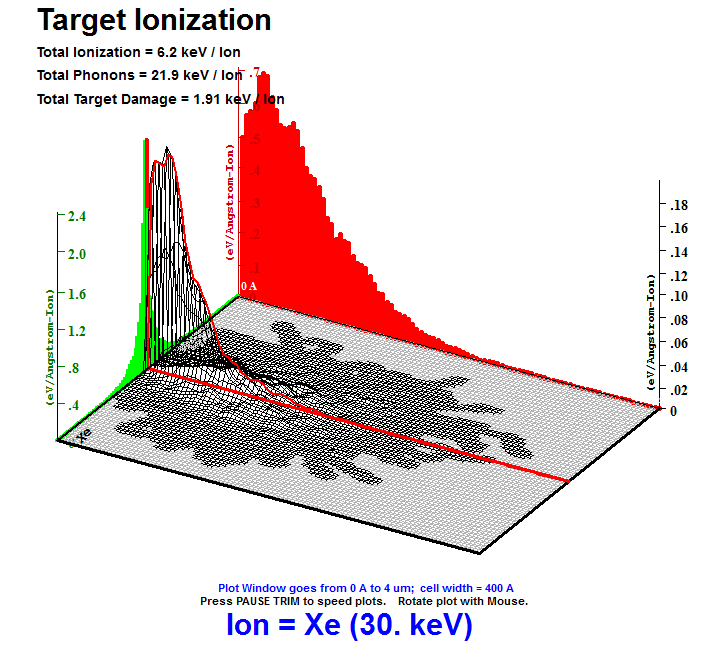 Target Ionization
Total Ionization = 6.2 keV / Ion
Total Phonons = 21.9 keV / Ion
Total Target Damage = 1.91 keV / Ion
.7
.5
.4
.3
.2
.1
0 A
(eV/Angstrom-Ion)
2.4
2.0
1.6
1.2
.8
.4
(eV/Angstrom-Ion)
.18
.16
.14
.12
.10
.08
.06
.04
.02
0
(eV/Angstrom-Ion)
Xe
Plot Window goes from 0 A to 4 um; cell width = 400 A
Press PAUSE TRIM to speed plots. Rotate plot with Mouse.
Ion = Xe (30. keV)